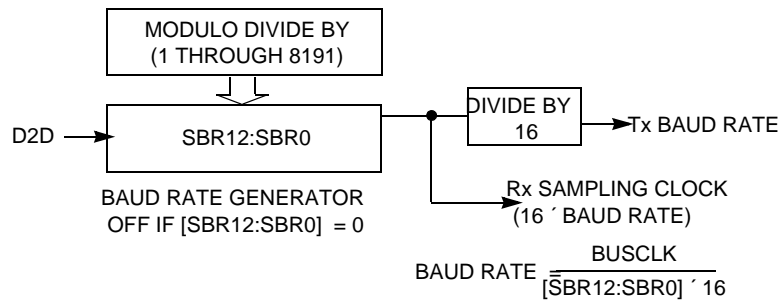 MODULO DIVIDE BY
(1 THROUGH 8191)
D2D
SBR12:SBR0
DIVIDE BY
16
Tx BAUD RATE
BAUD RATE GENERATOR
OFF IF [SBR12:SBR0] = 0
Rx SAMPLING CLOCK
(16 ´ BAUD RATE)
BAUD RATE =
BUSCLK
[SBR12:SBR0] ´ 16